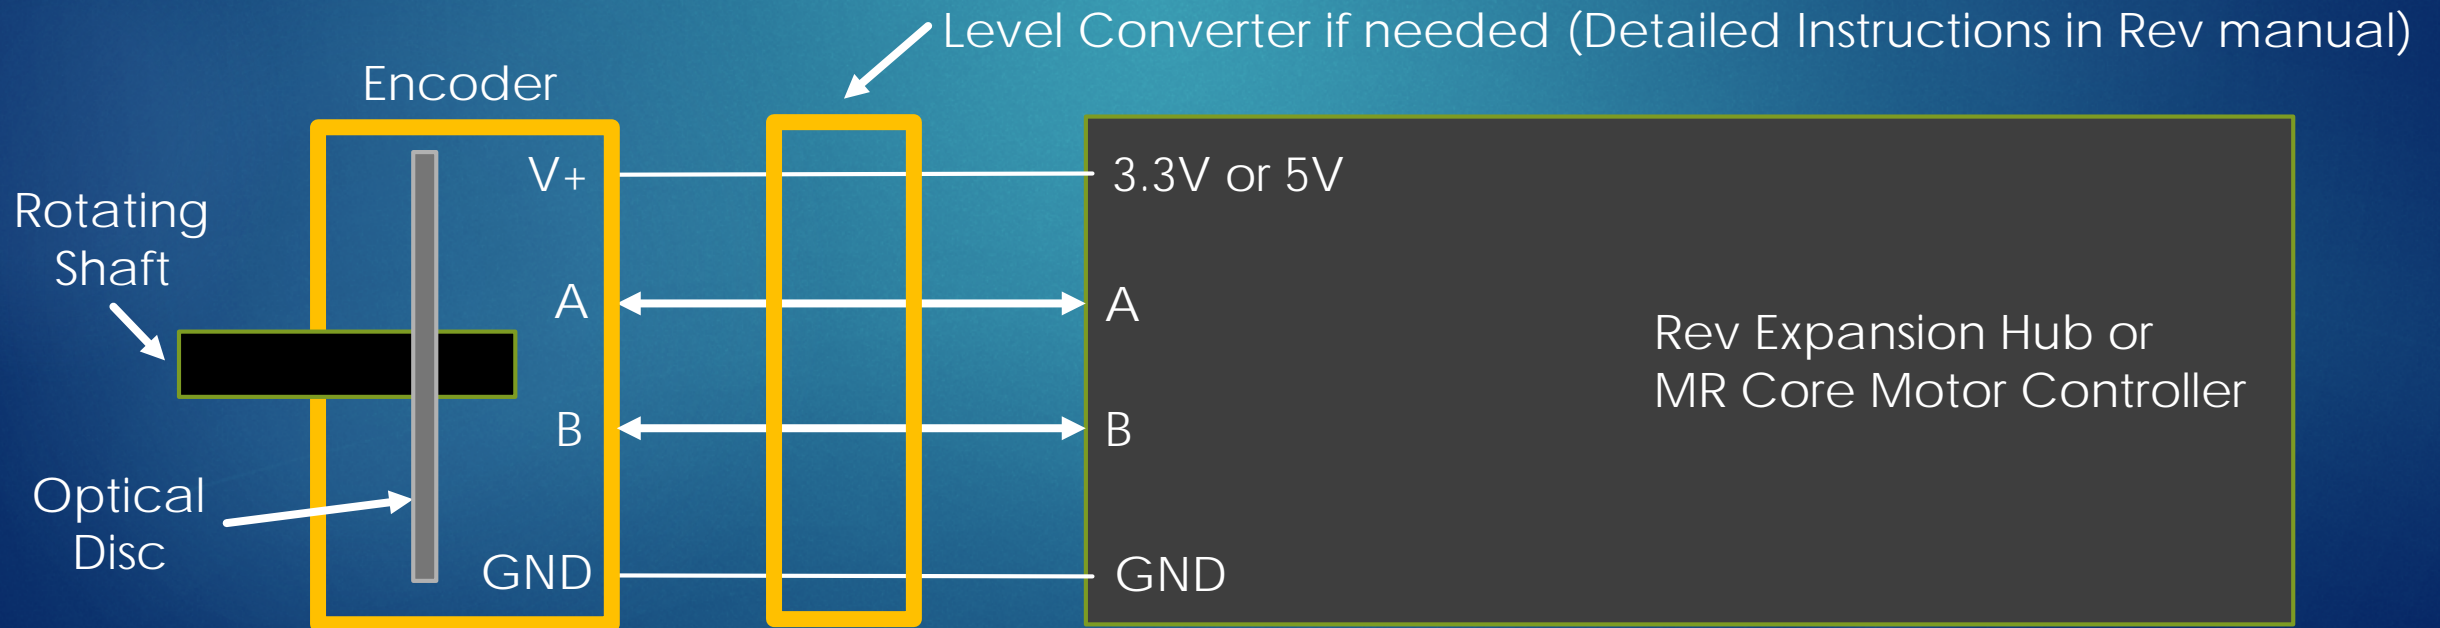 Level Converter if needed (Detailed Instructions in Rev manual)
Encoder
Rotating
Shaft
Optical
Disc
V+
A
B
GND
3.3V or 5V
A
B
GND
Rev Expansion Hub or
MR Core Motor Controller